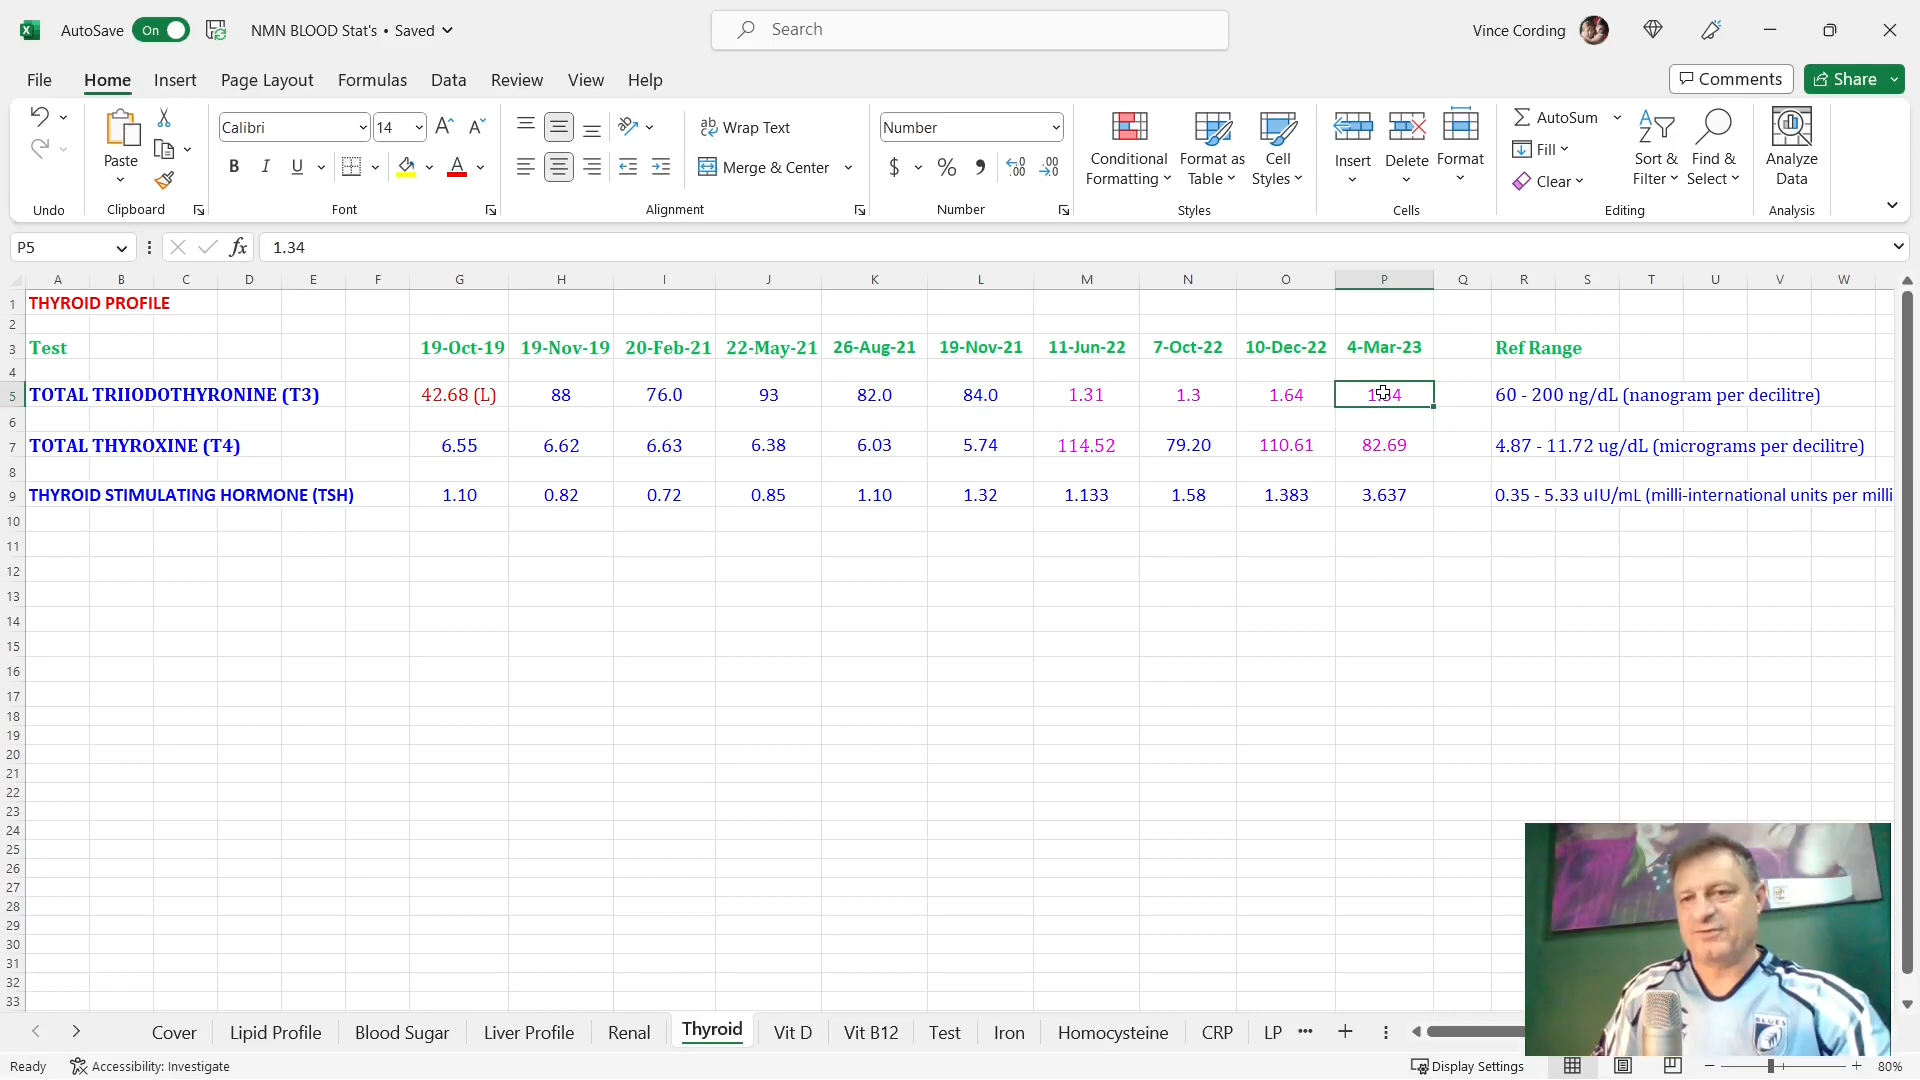 AutoSave On NMN BLOOD Stat's • Saved Search Vince Cording
File Home Insert Page Layout Formulas Data Review View Help Comments Share
Calibri 14 Wrap Text Number AutoSum
Paste B I U Merge & Center $ % Conditional Formatting Format as Table Cell Styles Insert Delete Format Fill Clear Sort & Filter Find & Select Analyze Data
Undo Clipboard Font Alignment Number Styles Cells Editing Analysis
P5 fx 1.34
A B C D E F G H I J K L M N O P Q R S T U V W
1 THYROID PROFILE
2
3 Test 19-Oct-19 19-Nov-19 20-Feb-21 22-May-21 26-Aug-21 19-Nov-21 11-Jun-22 7-Oct-22 10-Dec-22 4-Mar-23 Ref Range
4
5 TOTAL TRIIODOTHYRONINE (T3) 42.68 (L) 88 76.0 93 82.0 84.0 1.31 1.3 1.64 1.34 60 - 200 ng/dL (nanogram per decilitre)
6
7 TOTAL THYROXINE (T4) 6.55 6.62 6.63 6.38 6.03 5.74 114.52 79.20 110.61 82.69 4.87 - 11.72 ug/dL (micrograms per decilitre)
8
9 THYROID STIMULATING HORMONE (TSH) 1.10 0.82 0.72 0.85 1.10 1.32 1.133 1.58 1.383 3.637 0.35 - 5.33 uIU/mL (milli-international units per milli
10
11
12
13
14
15
16
17
18
19
20
21
22
23
24
25
26
27
28
29
30
31
32
33
BLUES
Cover Lipid Profile Blood Sugar Liver Profile Renal Thyroid Vit D Vit B12 Test Iron Homocysteine CRP LP
Ready Accessibility: Investigate Display Settings 80%